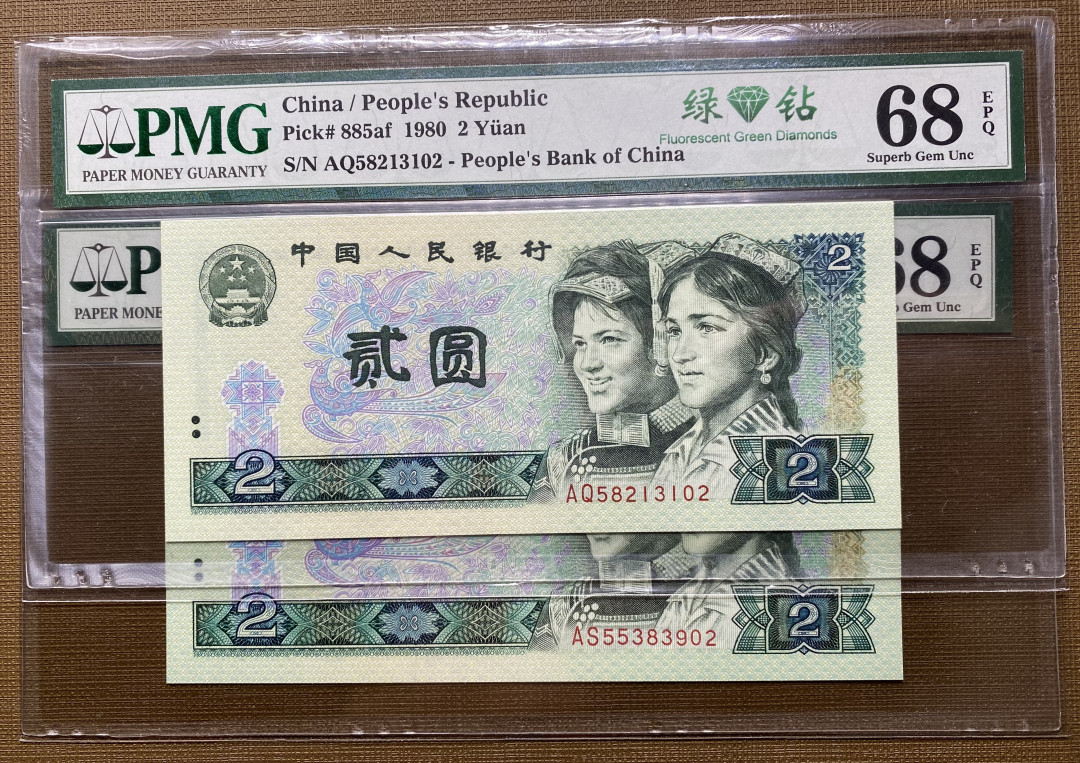 PMG
PAPER MONEY GUARANTY
China / People's Republic
Pick# 885af 1980 2 Yüan
S/N AQ58213102 - People's Bank of China
绿 钻
Fluorescent Green Diamonds
68
EPQ
Superb Gem Unc
P
PAPER MONE
68
EPQ
Gem Unc
中国人民银行
2
贰圆
2
2
AQ58213102
2
2
AS55383902